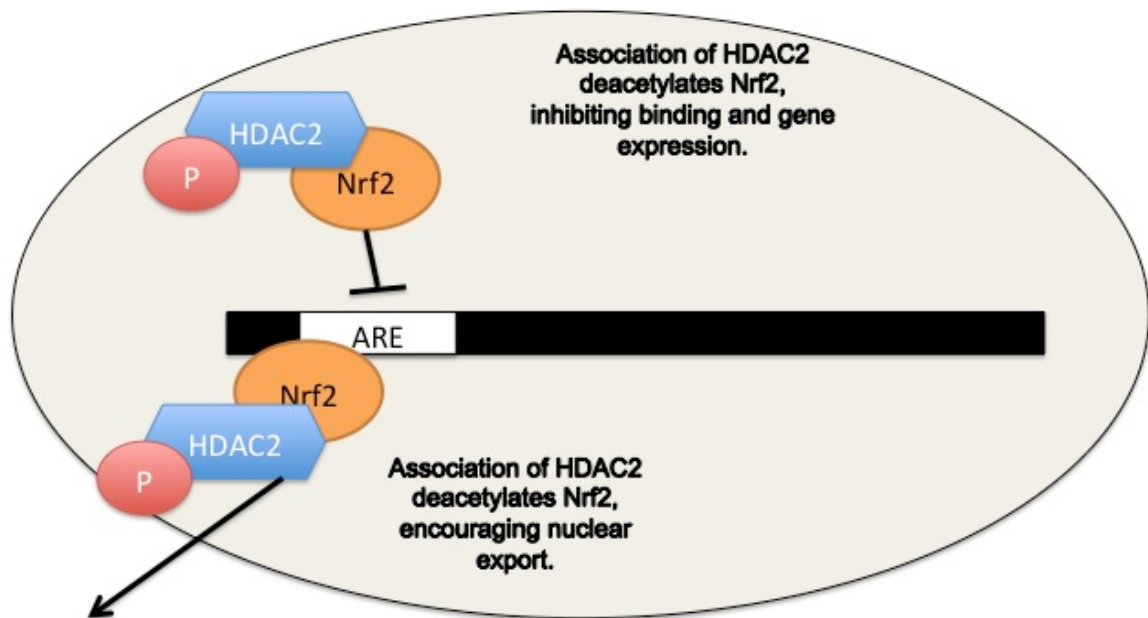 Association of HDAC2
deacetylates Nrf2,
inhibiting binding and gene
expression.
HDAC2
P
Nrf2
ARE
Nrf2
HDAC2
P
Association of HDAC2
deacetylates Nrf2,
encouraging nuclear
export.